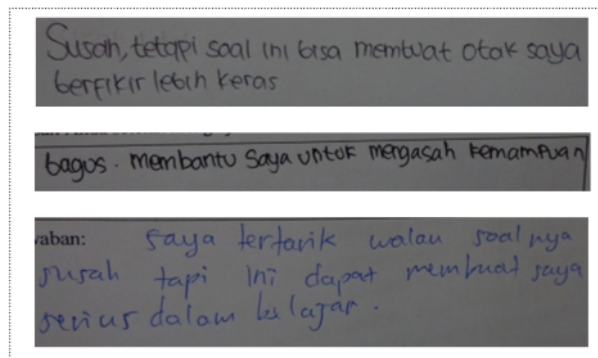 Susah, tetapi soal ini bisa membuat otak saya
berfikir lebih keras
bagus. membantu Saya untuk mengasah kemampuan
aban: saya tertarik walau soalnya
susah tapi ini dapat membuat saya
serius dalam belajar.